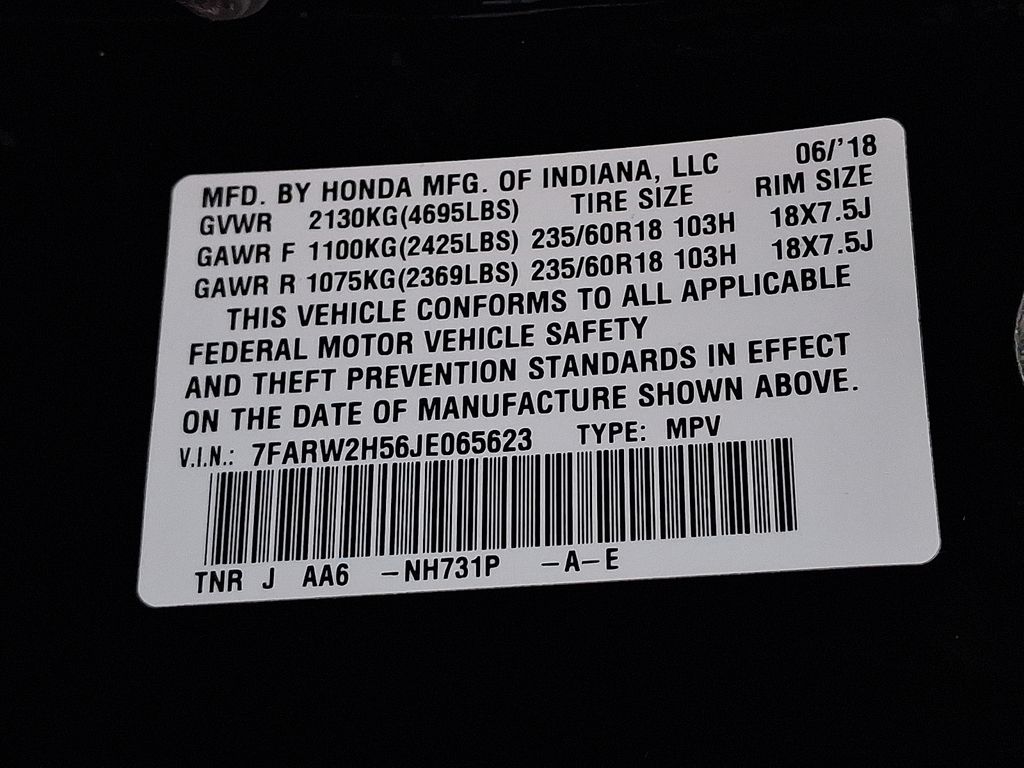 MFD. BY HONDA MFG. OF INDIANA, LLC 06/'18
GVWR 2130KG(4695LBS) TIRE SIZE RIM SIZE
GAWR F 1100KG(2425LBS) 235/60R18 103H 18X7.5J
GAWR R 1075KG(2369LBS) 235/60R18 103H 18X7.5J
THIS VEHICLE CONFORMS TO ALL APPLICABLE
FEDERAL MOTOR VEHICLE SAFETY
AND THEFT PREVENTION STANDARDS IN EFFECT
ON THE DATE OF MANUFACTURE SHOWN ABOVE.
V.I.N.: 7FARW2H56JE065623 TYPE: MPV
TNR J AA6 -NH731P -A-E